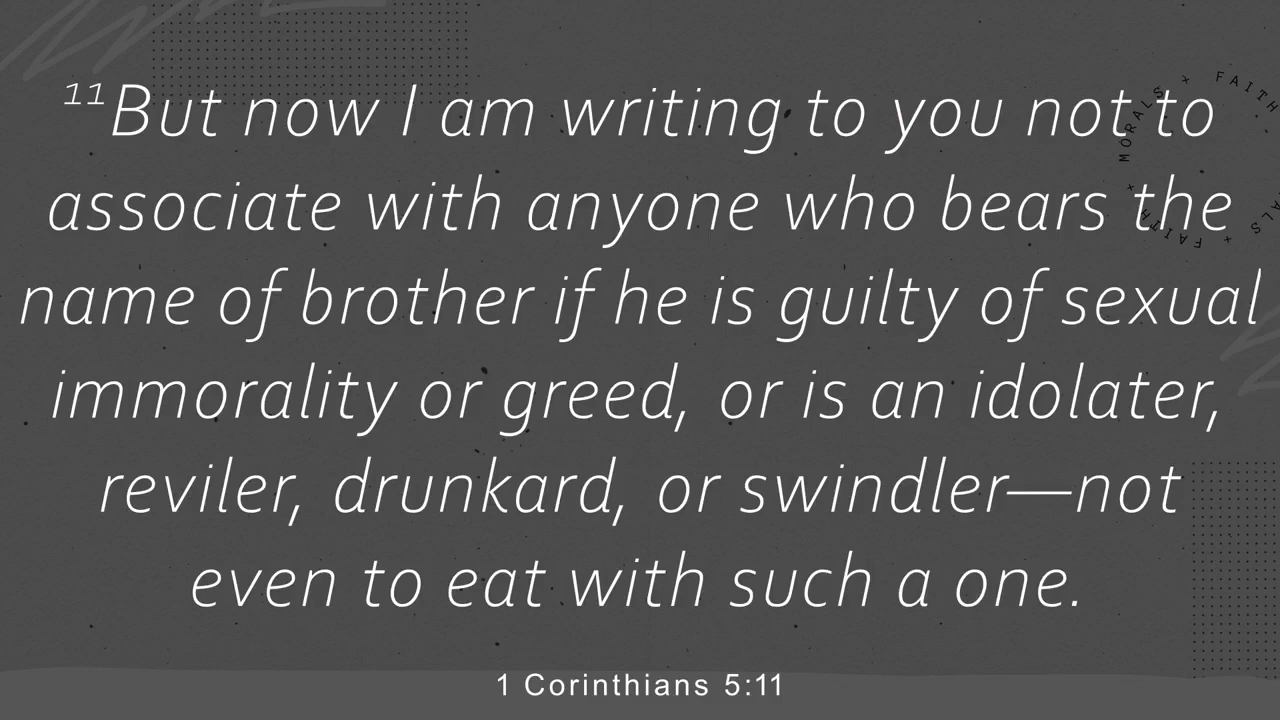 ¹¹But now I am writing to you not to
associate with anyone who bears the
name of brother if he is guilty of sexual
immorality or greed, or is an idolater,
reviler, drunkard, or swindler—not
even to eat with such a one.
1 Corinthians 5:11
MORALS + FAITH
+ FAITH +